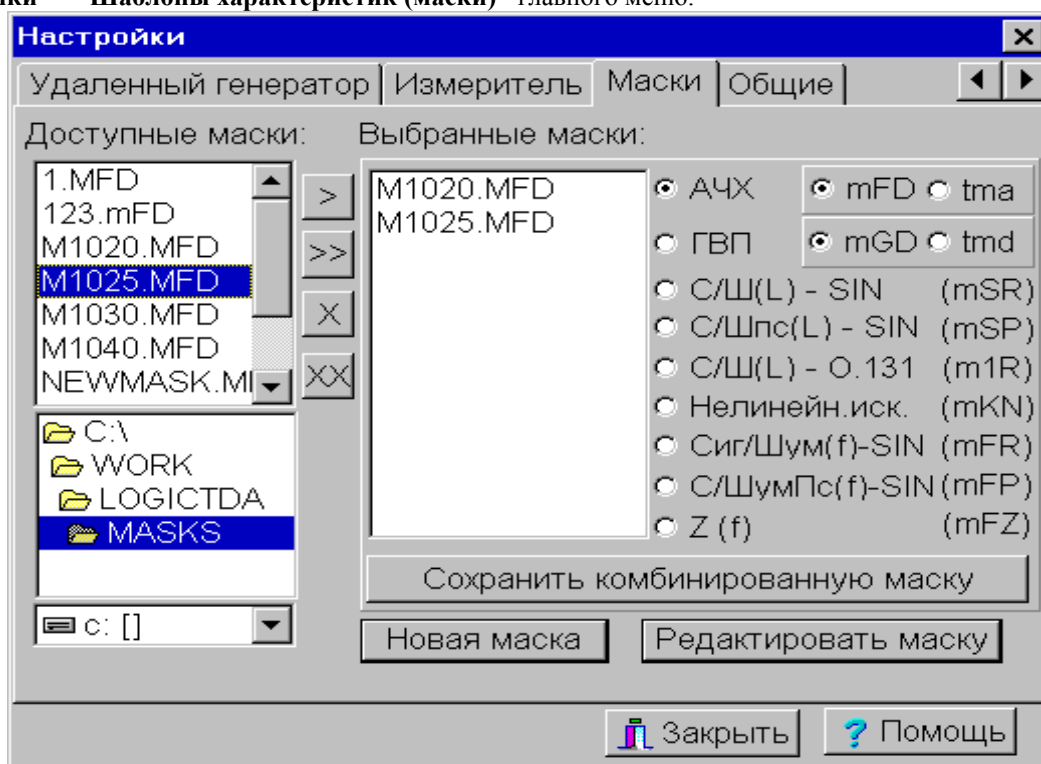 Шаблоны характеристик (маски) главного меню.
Настройки
Удаленный генератор Измеритель Маски Общие
Доступные маски: Выбранные маски:
1.MFD
123.mFD
M1020.MFD
M1025.MFD
M1030.MFD
M1040.MFD
NEWMASK.
>
>>
X
XX
C:\
WORK
LOGICTDA
MASKS
c: []
M1020.MFD
M1025.MFD
АЧХ mFD tma
ГВП mGD tmd
С/Ш(L) - SIN (mSR)
С/Шпс(L) - SIN (mSP)
С/Ш(L) - O.131 (m1R)
Нелинейн.иск. (mKN)
Сиг/Шум(f)-SIN (mFR)
С/ШумПс(f)-SIN (mFP)
Z (f) (mFZ)
Сохранить комбинированную маску
Новая маска Редактировать маску
Закрыть ? Помощь